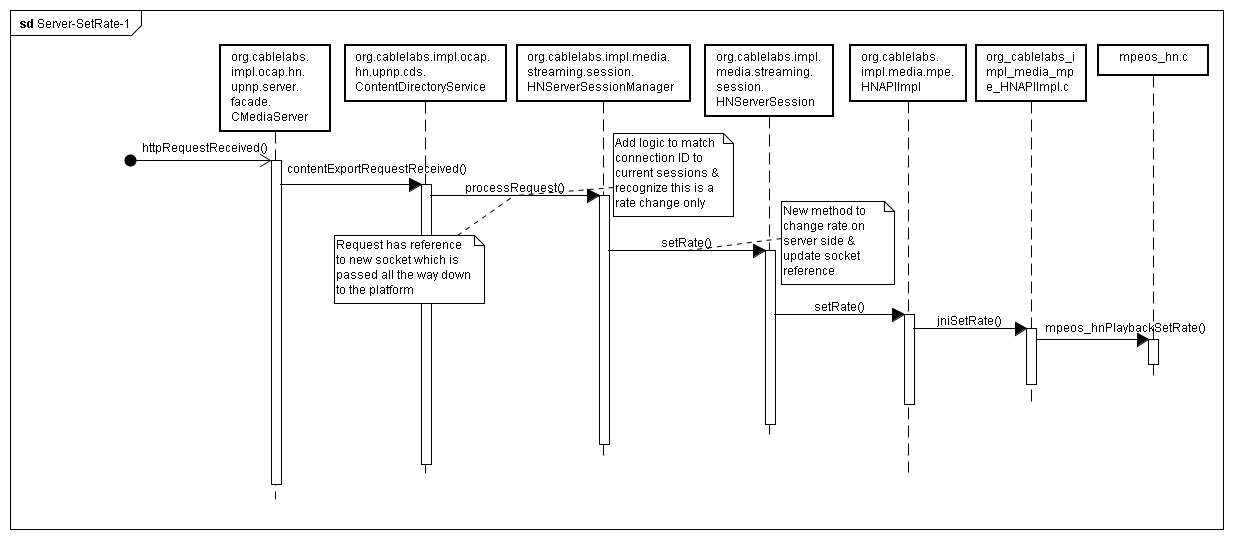 sd Server-SetRate-1
org.cablelabs.
impl.ocap.hn.
upnp.server.
facade.
CMediaServer
org.cablelabs.impl.ocap.
hn.upnp.cds.
ContentDirectoryService
org.cablelabs.impl.media.
streaming.session.
HNServerSessionManager
org.cablelabs.impl.
media.streaming.
session.
HNServerSession
org.cablelabs.
impl.media.mpe.
HNAPIImpl
org_cablelabs_i
mpl_media_mp
e_HNAPIImpl.c
mpeos_hn.c
httpRequestReceived()
contentExportRequestReceived()
processRequest()
Add logic to match
connection ID to
current sessions &
recognize this is a
rate change only
Request has reference
to new socket which is
passed all the way down
to the platform
setRate()
New method to
change rate on
server side &
update socket
reference
setRate()
jniSetRate()
mpeos_hnPlaybackSetRate()